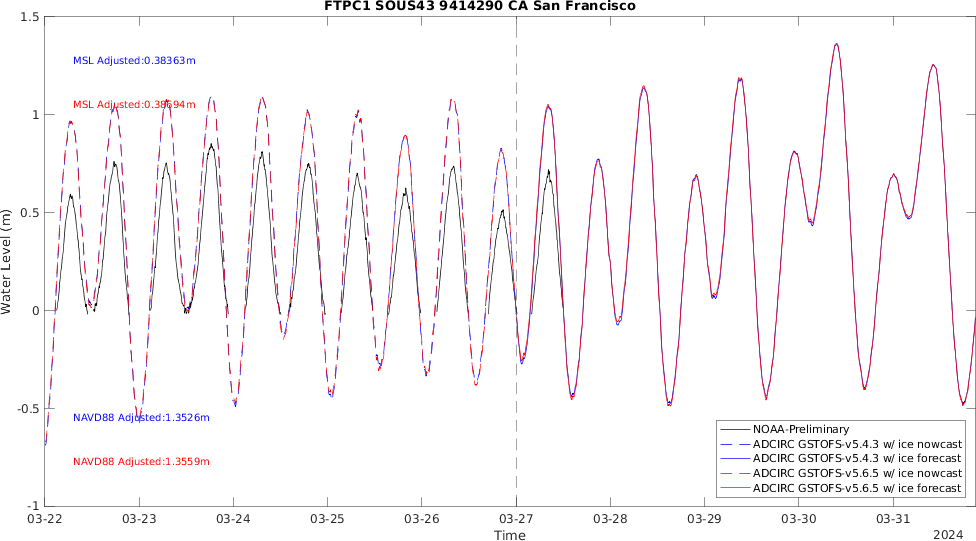 FTPC1 SOUS43 9414290 CA San Francisco
1.5
MSL Adjusted:0.38363m
MSL Adjusted:0.38694m
1
0.5
Water Level (m)
0
NAVD88 Adjusted:1.3526m
-0.5
NAVD88 Adjusted:1.3559m
-1
NOAA-Preliminary
ADCIRC GSTOFS-v5.4.3 w/ ice nowcast
ADCIRC GSTOFS-v5.4.3 w/ ice forecast
ADCIRC GSTOFS-v5.6.5 w/ ice nowcast
ADCIRC GSTOFS-v5.6.5 w/ ice forecast
03-22 03-23 03-24 03-25 03-26 03-27 03-28 03-29 03-30 03-31
Time
2024